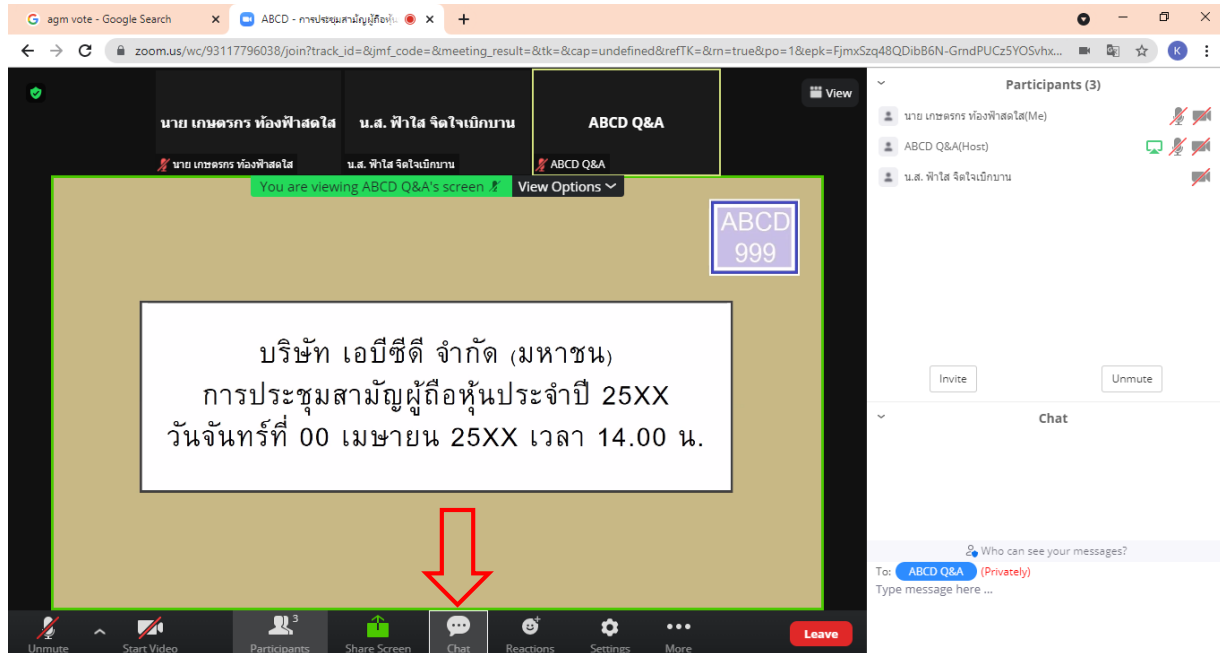 agm vote - Google Search
ABCD - การประชุมสามัญผู้ถือหุ้น
zoom.us/wc/93117796038/join?track_id=&jmf_code=&meeting_result=&tk=&cap=undefined&refTK=&rn=true&po=1&epk=FjmxSzq48QDibB6N-GrndPUCz5YOSvhx...
K
View
นาย เกษตรกร ท้องฟ้าสดใส
น.ส. ฟ้าใส จิตใจเบิกบาน
ABCD Q&A
นาย เกษตรกร ท้องฟ้าสดใส
น.ส. ฟ้าใส จิตใจเบิกบาน
ABCD Q&A
You are viewing ABCD Q&A's screen
View Options
ABCD
999
บริษัท เอบีซีดี จำกัด (มหาชน)
การประชุมสามัญผู้ถือหุ้นประจำปี 25XX
วันจันทร์ที่ 00 เมษายน 25XX เวลา 14.00 น.
Unmute
Start Video
3
Participants
Share Screen
Chat
Reactions
Settings
More
Leave
Participants (3)
นาย เกษตรกร ท้องฟ้าสดใส(Me)
ABCD Q&A(Host)
น.ส. ฟ้าใส จิตใจเบิกบาน
Invite
Unmute
Chat
Who can see your messages?
To: ABCD Q&A (Privately)
Type message here ...